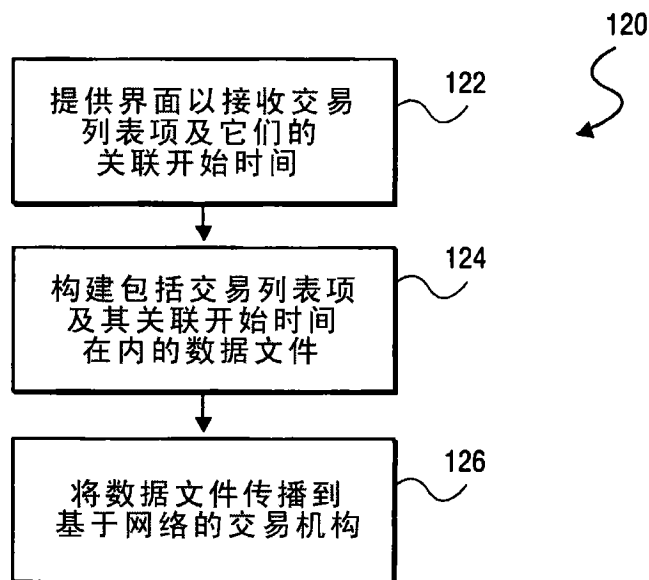 120
提供界面以接收交易
列表项及它们的
关联开始时间
122
构建包括交易列表项
及其关联开始时间
在内的数据文件
124
将数据文件传播到
基于网络的交易机构
126